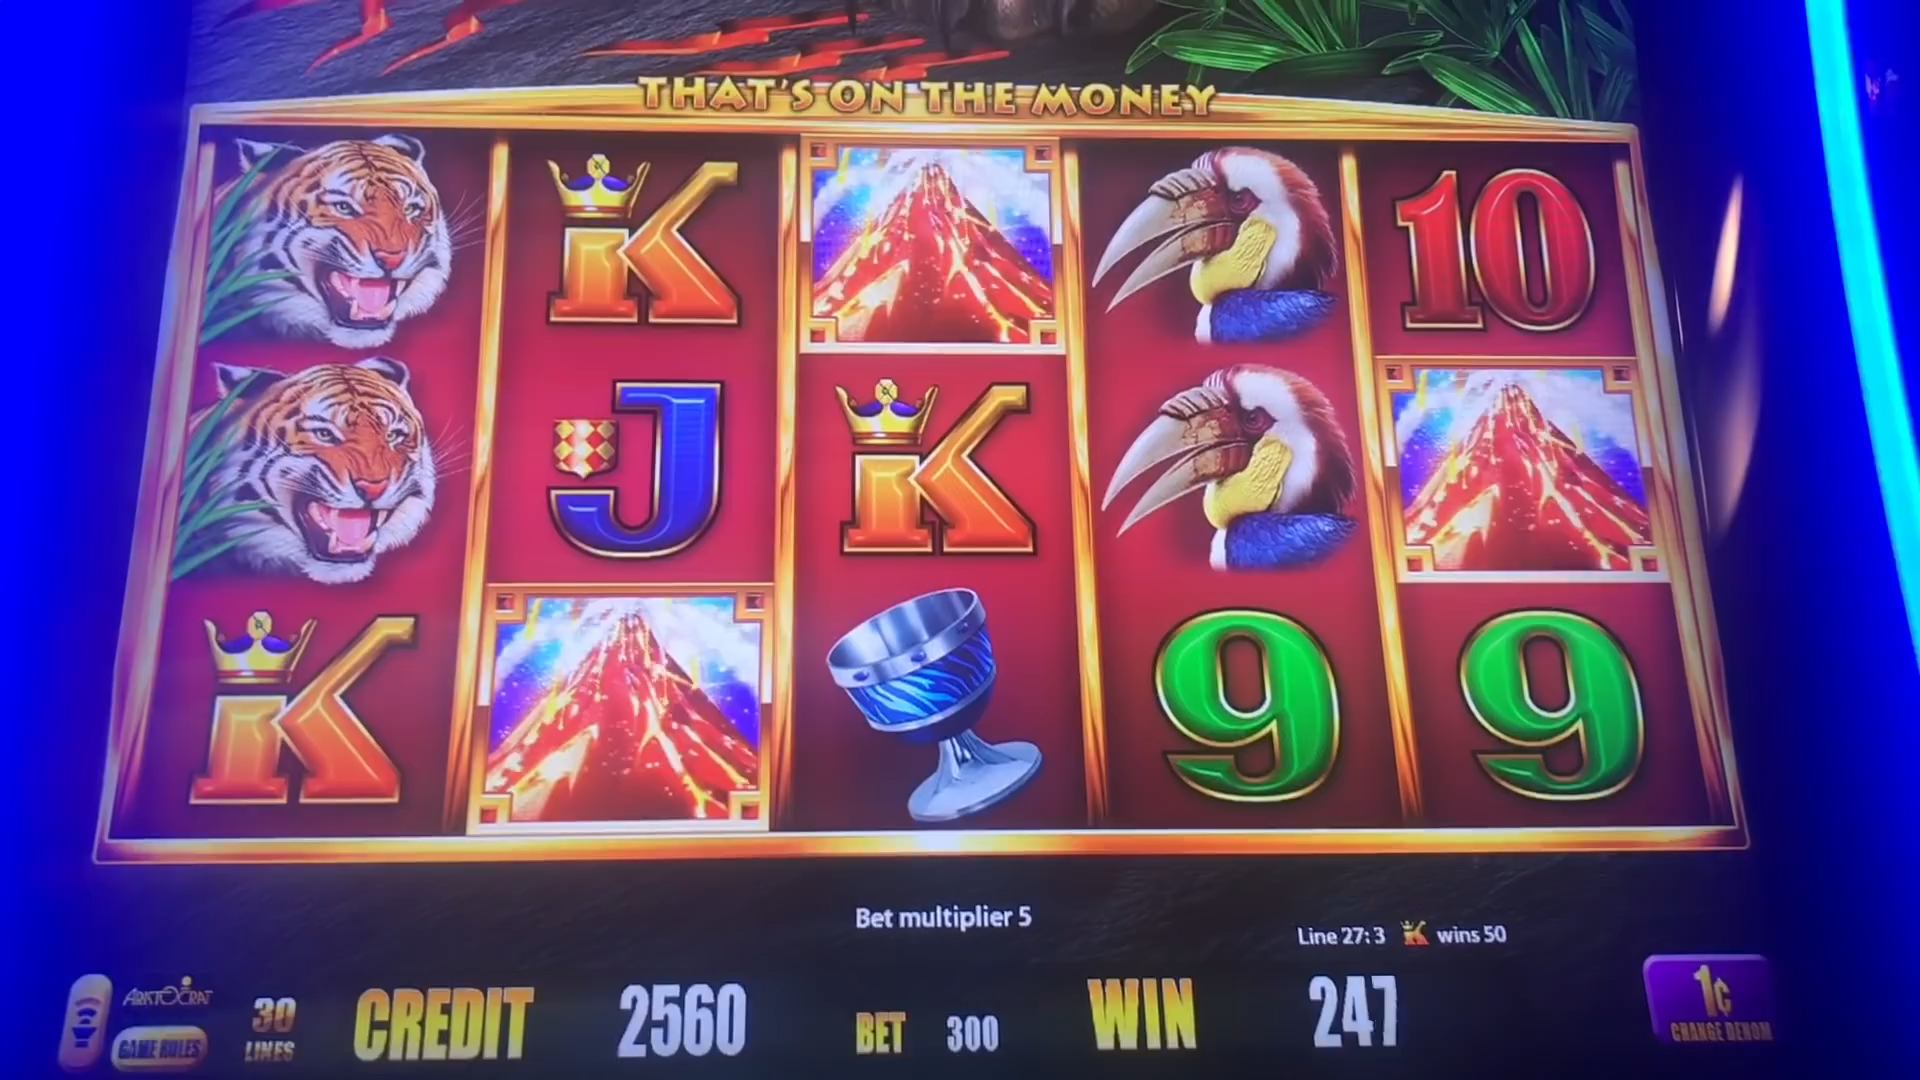 THAT'S ON THE MONEY
K
10
J
K
K
9
9
Bet multiplier 5
Line 27: 3 K wins 50
ARISTOCRAT
GAME RULES
30
LINES
CREDIT 2560
BET 300
WIN 247
1¢
CHANGE DENOM